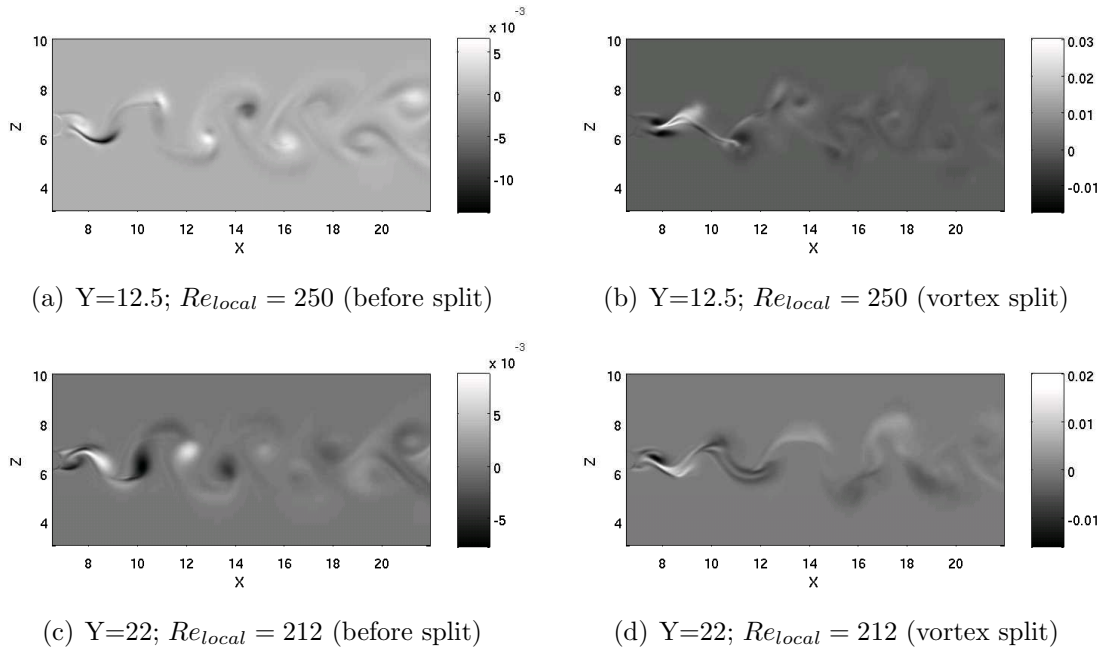 x 10
-3
10
8
6
4
Z
8 10 12 14 16 18 20
X
5
0
-5
-10
(a) Y=12.5; Re_local = 250 (before split)
10
8
6
4
Z
8 10 12 14 16 18 20
X
0.03
0.02
0.01
0
-0.01
(b) Y=12.5; Re_local = 250 (vortex split)
x 10
-3
10
8
6
4
Z
8 10 12 14 16 18 20
X
5
0
-5
(c) Y=22; Re_local = 212 (before split)
10
8
6
4
Z
8 10 12 14 16 18 20
X
0.02
0.01
0
-0.01
(d) Y=22; Re_local = 212 (vortex split)